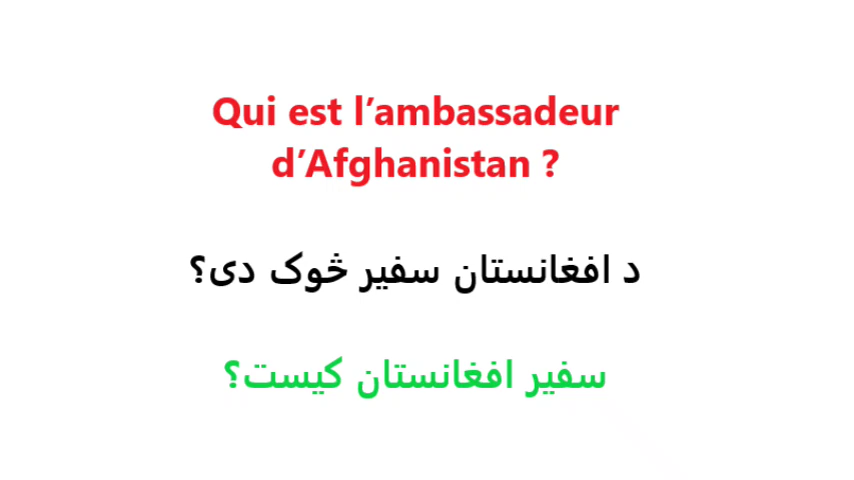 Qui est l’ambassadeur
d’Afghanistan ?
د افغانستان سفیر څوک دی؟
سفیر افغانستان کیست؟